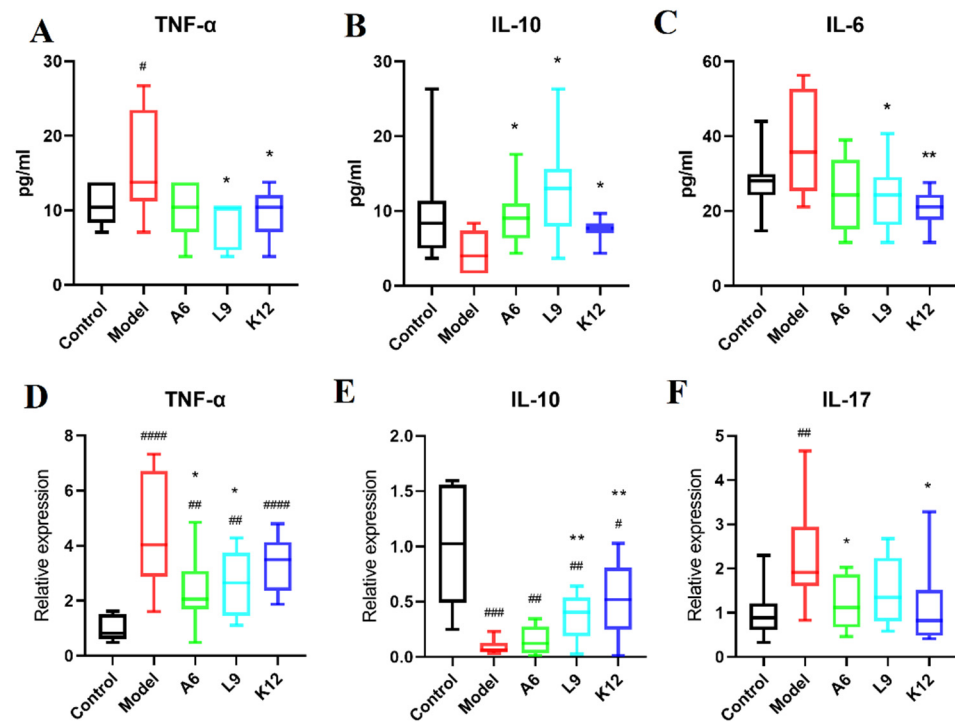 A
TNF-α
pg/ml
30
20
10
0
#
*
*
Control
Model
A6
L9
K12
B
IL-10
pg/ml
30
20
10
0
*
*
*
Control
Model
A6
L9
K12
C
IL-6
pg/ml
60
40
20
0
*
**
Control
Model
A6
L9
K12
D
TNF-α
Relative expression
8
6
4
2
0
####
*
##
*
##
####
Control
Model
A6
L9
K12
E
IL-10
Relative expression
2.0
1.5
1.0
0.5
0.0
###
##
**
##
**
#
Control
Model
A6
L9
K12
F
IL-17
Relative expression
5
4
3
2
1
0
##
*
*
Control
Model
A6
L9
K12